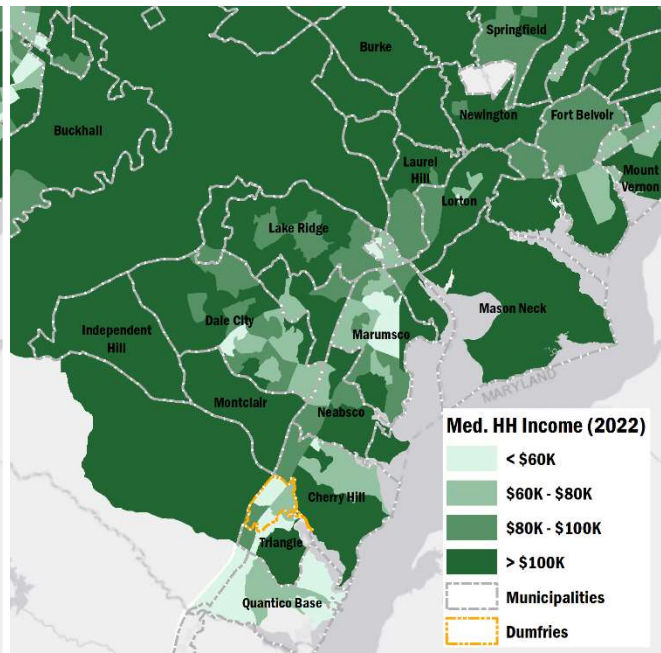 Springfield
Burke
Newington
Fort Belvoir
Buckhall
Laurel
Hill
Mount
Vernon
Lorton
Lake Ridge
Mason Neck
Dale City
Marumsco
Independent
Hill
MARYLAND
Montclair
Neabsco
Cherry Hill
Triangle
Quantico Base
Med. HH Income (2022)
< $60K
$60K - $80K
$80K - $100K
> $100K
Municipalities
Dumfries